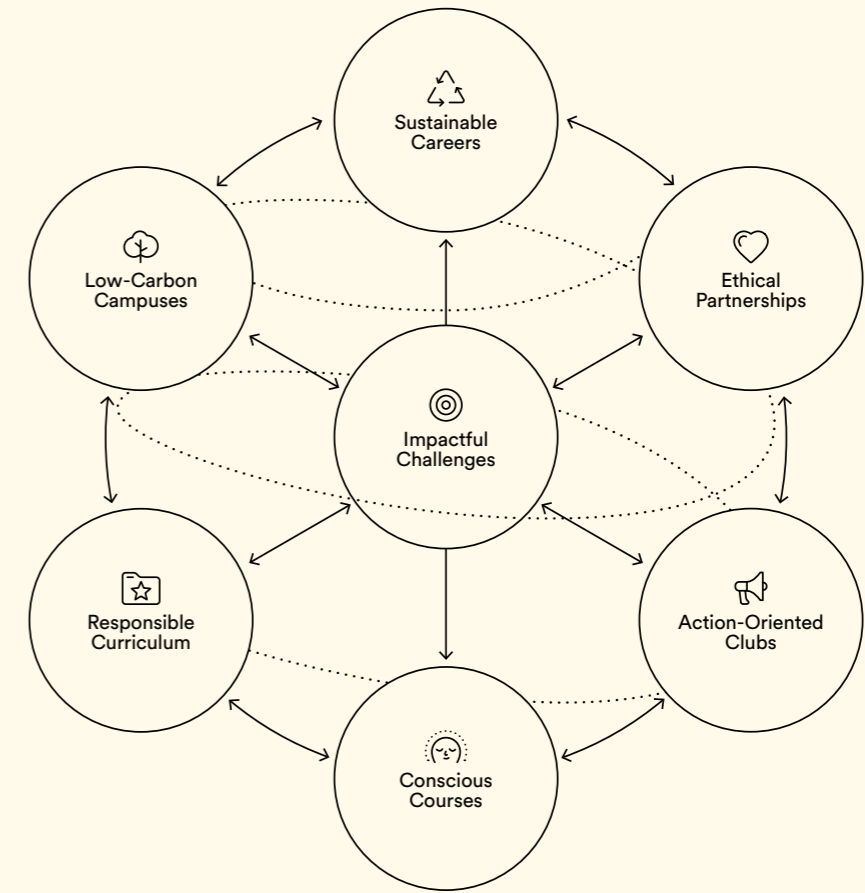 Sustainable
Careers
Low-Carbon
Campuses
Ethical
Partnerships
Impactful
Challenges
Responsible
Curriculum
Action-Oriented
Clubs
Conscious
Courses